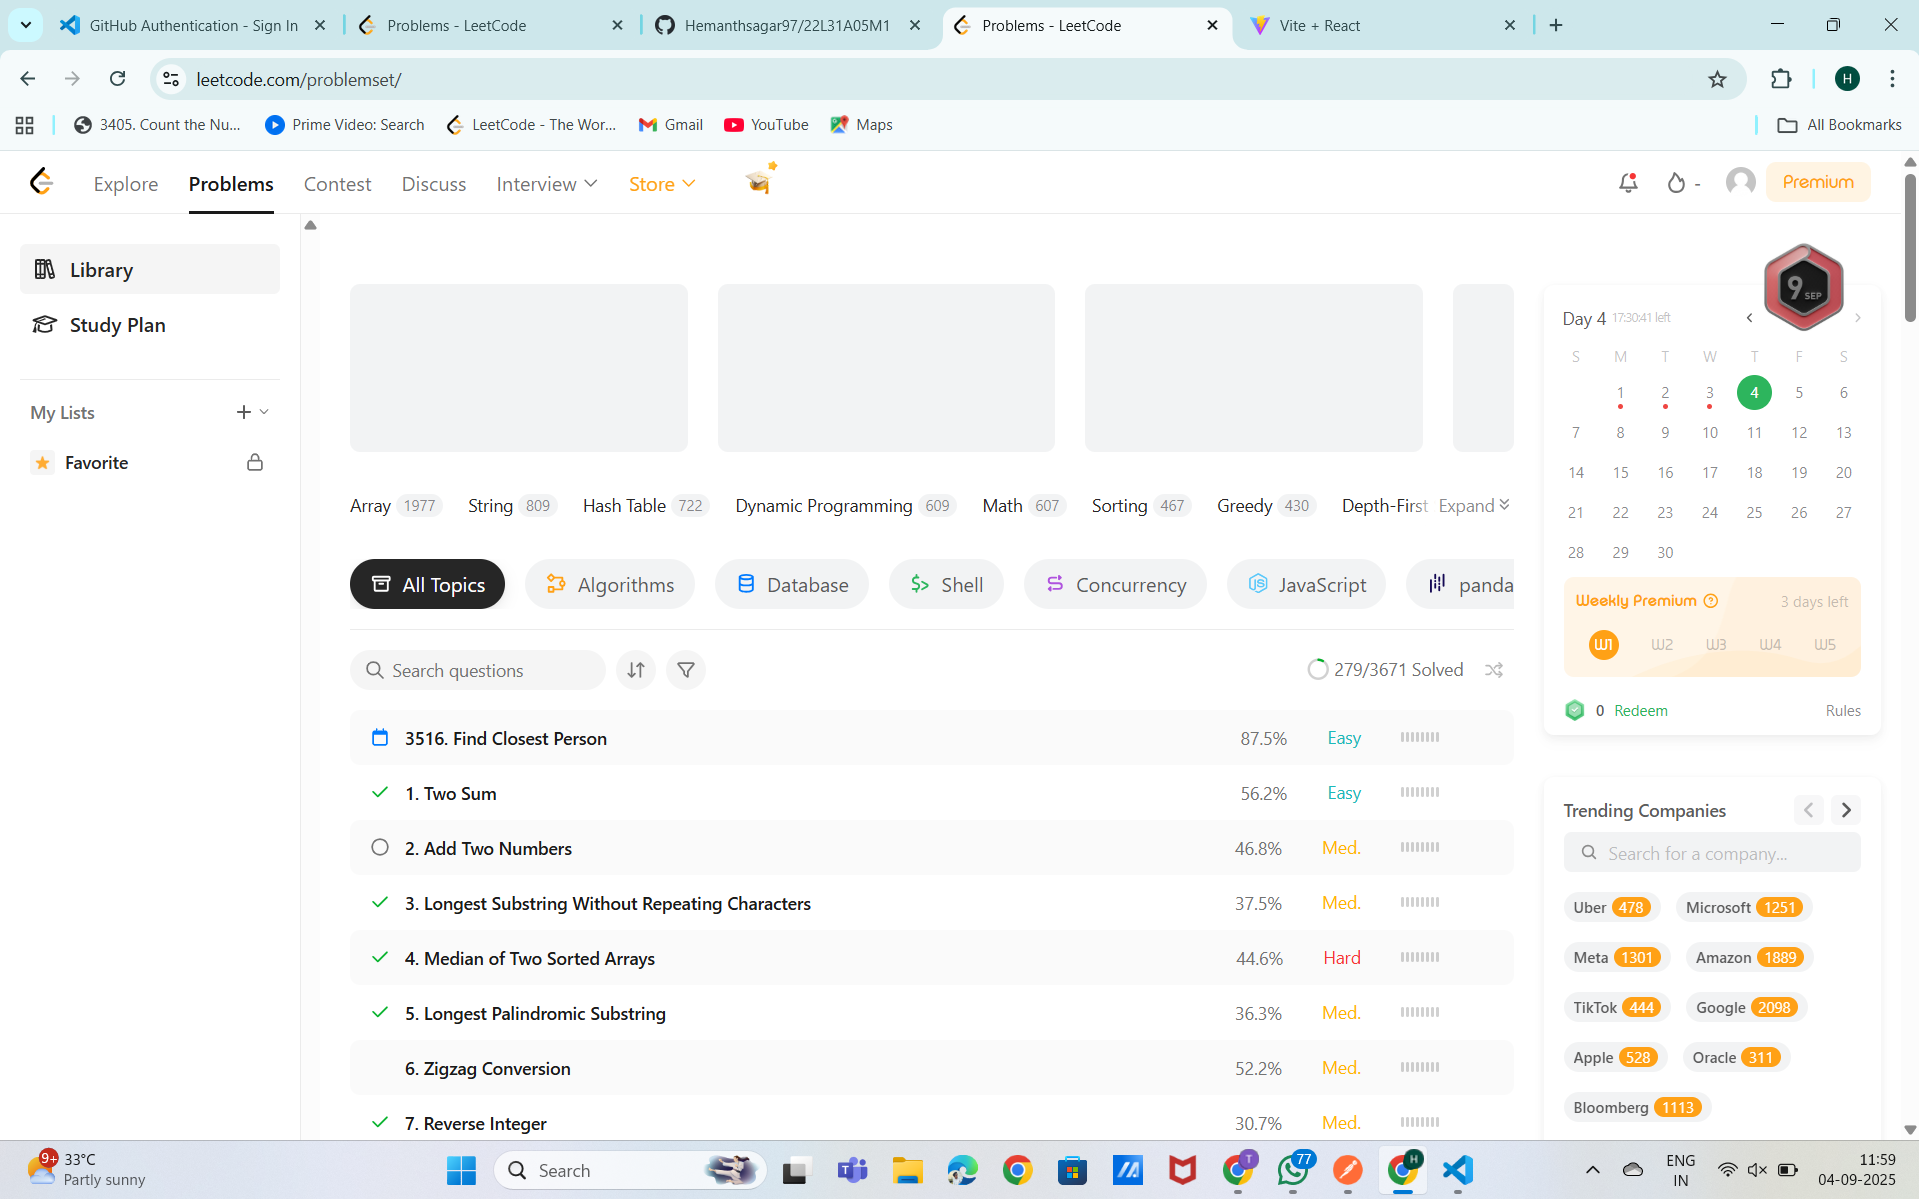 GitHub Authentication - Sign In
Problems - LeetCode
Hemanthsagar97/22L31A05M1
Problems - LeetCode
Vite + React
leetcode.com/problemset/
H
3405. Count the Nu...
Prime Video: Search
LeetCode - The Wor...
Gmail
YouTube
Maps
All Bookmarks
Explore
Problems
Contest
Discuss
Interview
Store
-
Premium
Library
Study Plan
My Lists
Favorite
Array 1977
String 809
Hash Table 722
Dynamic Programming 609
Math 607
Sorting 467
Greedy 430
Depth-First
Expand
All Topics
Algorithms
Database
Shell
Concurrency
JavaScript
panda
Search questions
279/3671 Solved
3516. Find Closest Person 87.5% Easy
1. Two Sum 56.2% Easy
2. Add Two Numbers 46.8% Med.
3. Longest Substring Without Repeating Characters 37.5% Med.
4. Median of Two Sorted Arrays 44.6% Hard
5. Longest Palindromic Substring 36.3% Med.
6. Zigzag Conversion 52.2% Med.
7. Reverse Integer 30.7% Med.
9 SEP
Day 4 17:30:41 left
S M T W T F S
1 2 3 4 5 6
7 8 9 10 11 12 13
14 15 16 17 18 19 20
21 22 23 24 25 26 27
28 29 30
Weekly Premium 3 days left
W1 W2 W3 W4 W5
0 Redeem Rules
Trending Companies
Search for a company...
Uber 478 Microsoft 1251
Meta 1301 Amazon 1889
TikTok 444 Google 2098
Apple 528 Oracle 311
Bloomberg 1113
9+
33°C
Partly sunny
Search
T
77
H
ENG
IN
11:59
04-09-2025